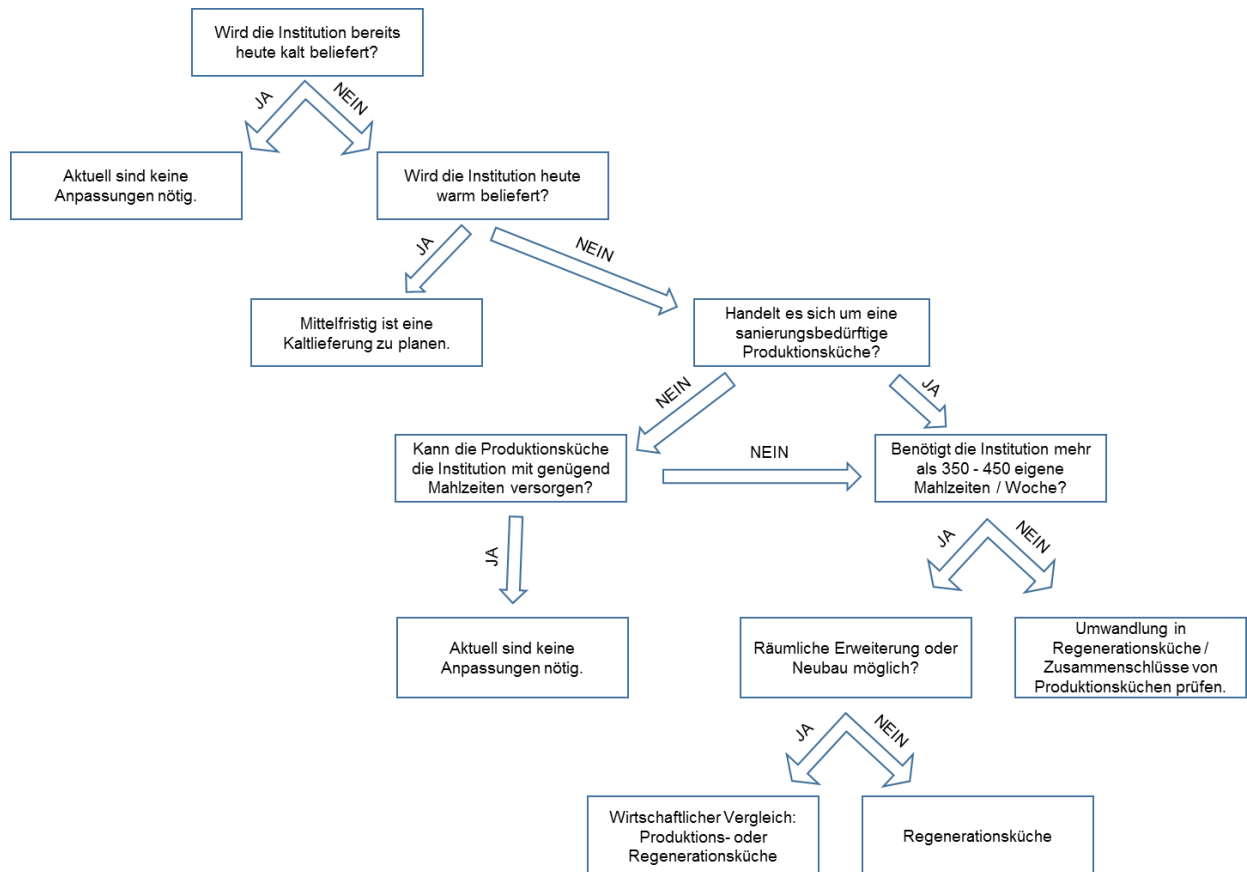 Wird die Institution bereits
heute kalt beliefert?
JA
NEIN
Aktuell sind keine
Anpassungen nötig.
Wird die Institution heute
warm beliefert?
JA
NEIN
Mittelfristig ist eine
Kaltlieferung zu planen.
Handelt es sich um eine
sanierungsbedürftige
Produktionsküche?
NEIN
JA
Kann die Produktionsküche
die Institution mit genügend
Mahlzeiten versorgen?
NEIN
Benötigt die Institution mehr
als 350 - 450 eigene
Mahlzeiten / Woche?
JA
JA
NEIN
Aktuell sind keine
Anpassungen nötig.
Räumliche Erweiterung oder
Neubau möglich?
Umwandlung in
Regenerationsküche /
Zusammenschlüsse von
Produktionsküchen prüfen.
JA
NEIN
Wirtschaftlicher Vergleich:
Produktions- oder
Regenerationsküche
Regenerationsküche